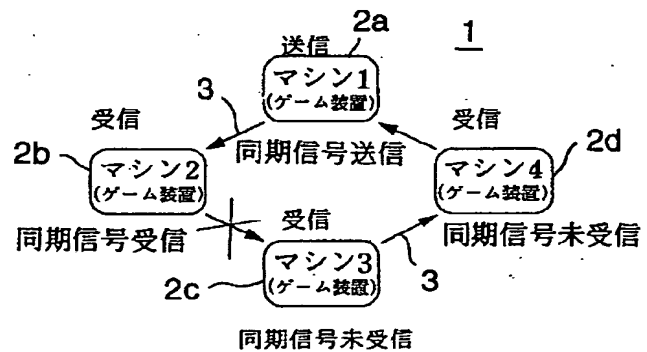 2a
1
送信
マシン1
(ゲーム装置)
3
受信
受信
2b
マシン2
(ゲーム装置)
同期信号送信
マシン4
(ゲーム装置)
2d
同期信号受信
受信
同期信号未受信
マシン3
(ゲーム装置)
2c
3
同期信号未受信